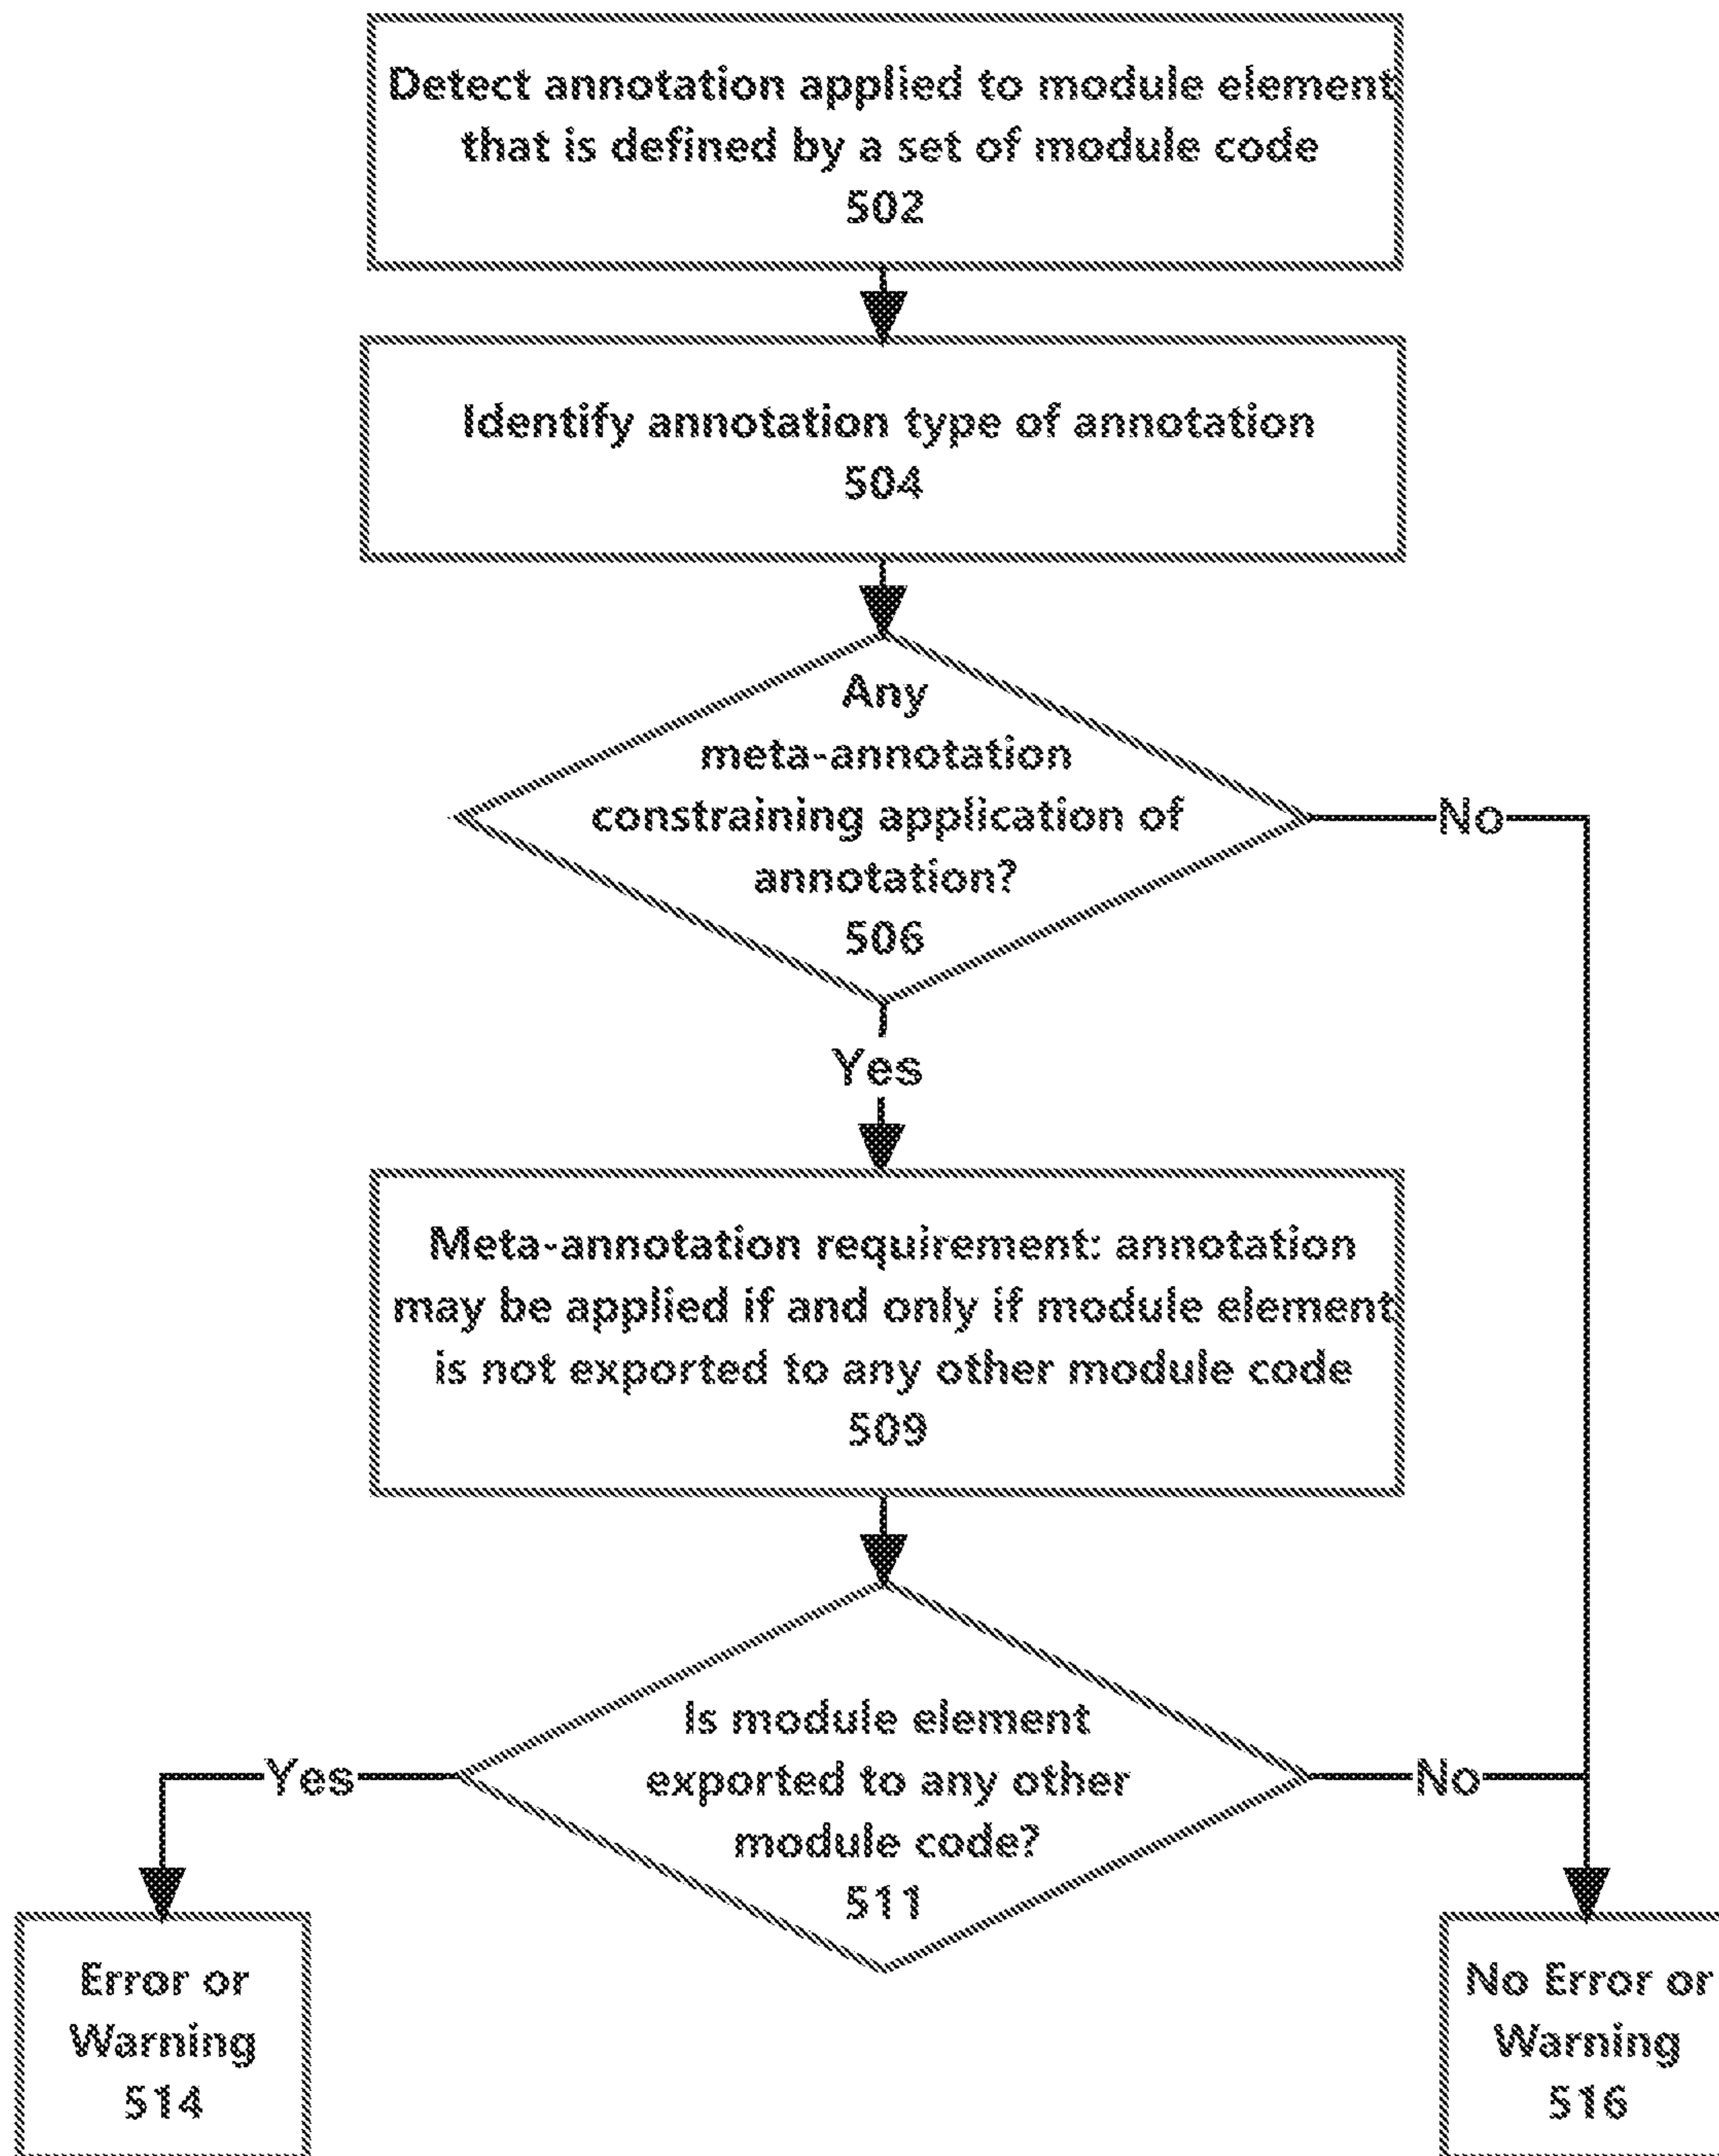 Detect annotation applied to module element
that is defined by a set of module code
502
Identify annotation type of annotation
504
Any
meta-annotation
constraining application of
annotation?
506
No
Yes
Meta-annotation requirement: annotation
may be applied if and only if module element
is not exported to any other module code
509
Is module element
exported to any other
module code?
511
Yes
No
Error or
Warning
514
No Error or
Warning
516